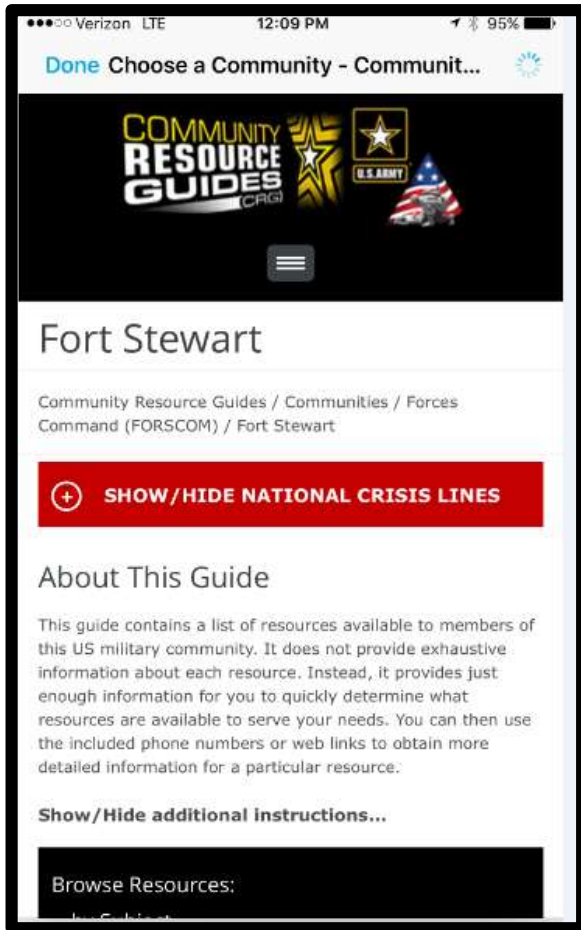 Verizon LTE 12:09 PM 95%
Done Choose a Community - Communit...
COMMUNITY
RESOURCE
GUIDES
(CRG)
U.S.ARMY
Fort Stewart
Community Resource Guides / Communities / Forces
Command (FORSCOM) / Fort Stewart
SHOW/HIDE NATIONAL CRISIS LINES
About This Guide
This guide contains a list of resources available to members of
this US military community. It does not provide exhaustive
information about each resource. Instead, it provides just
enough information for you to quickly determine what
resources are available to serve your needs. You can then use
the included phone numbers or web links to obtain more
detailed information for a particular resource.
Show/Hide additional instructions...
Browse Resources:
by Subject